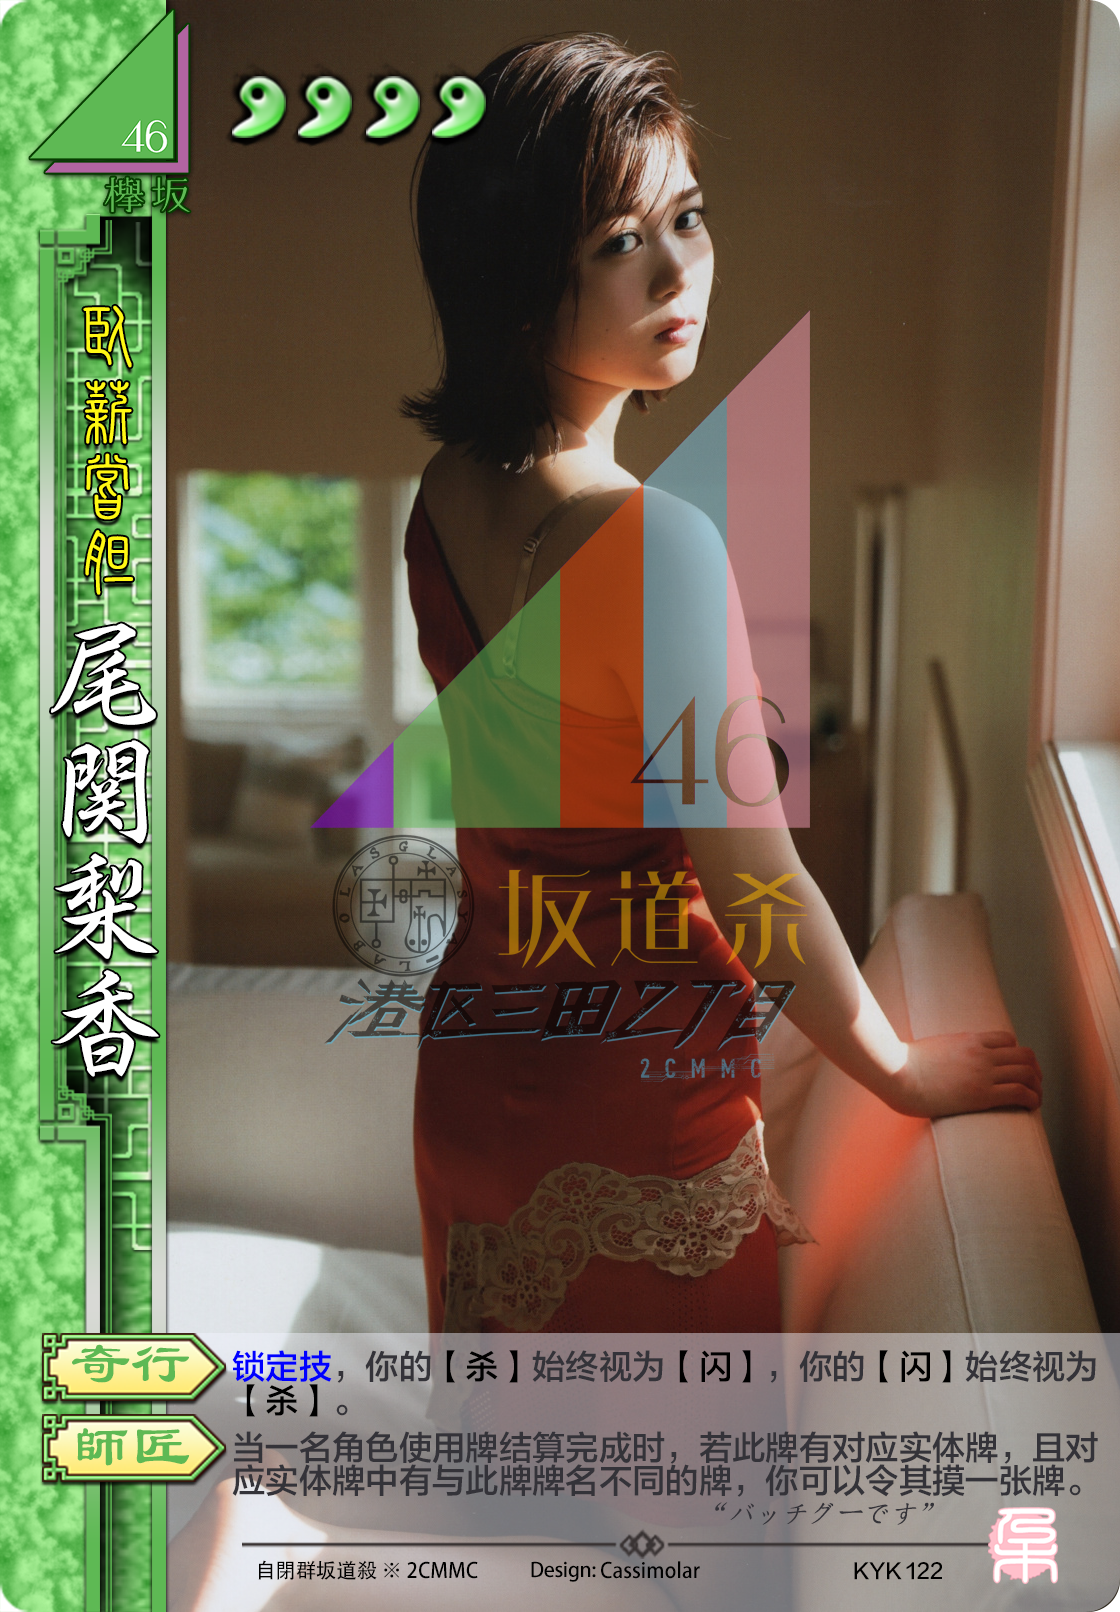 46
欅坂
臥薪嘗胆
尾関梨香
46
GLASYA-LABOLAS
坂道杀
港区三田2丁目
2CMMC
奇行
锁定技，你的【杀】始终视为【闪】，你的【闪】始终视为
【杀】。
師匠
当一名角色使用牌结算完成时，若此牌有对应实体牌，且对
应实体牌中有与此牌牌名不同的牌，你可以令其摸一张牌。
“バッチグーです”
自閉群坂道殺 ※ 2CMMC
Design: Cassimolar
KYK 122